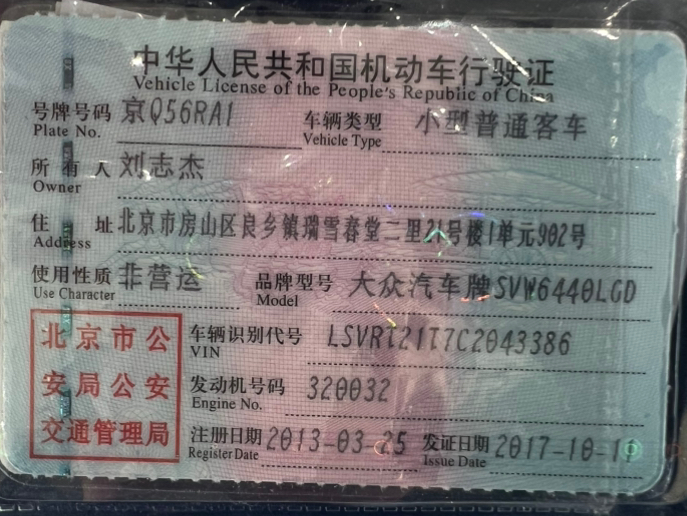 中华人民共和国机动车行驶证
Vehicle License of the People's Republic of China
号牌号码 京Q56RA1 车辆类型 小型普通客车
Plate No. Vehicle Type
所有人 刘志杰
Owner
住址 北京市房山区良乡镇瑞雪春堂二里21号楼1单元902号
Address
使用性质 非营运 品牌型号 大众汽车牌SVW6440LGD
Use Character Model
北京市公 车辆识别代号 LSVRT21T7C2043386
VIN
安局公安 发动机号码 320032
Engine No.
交通管理局 注册日期 2013-03-25 发证日期
Register Date Issue Date